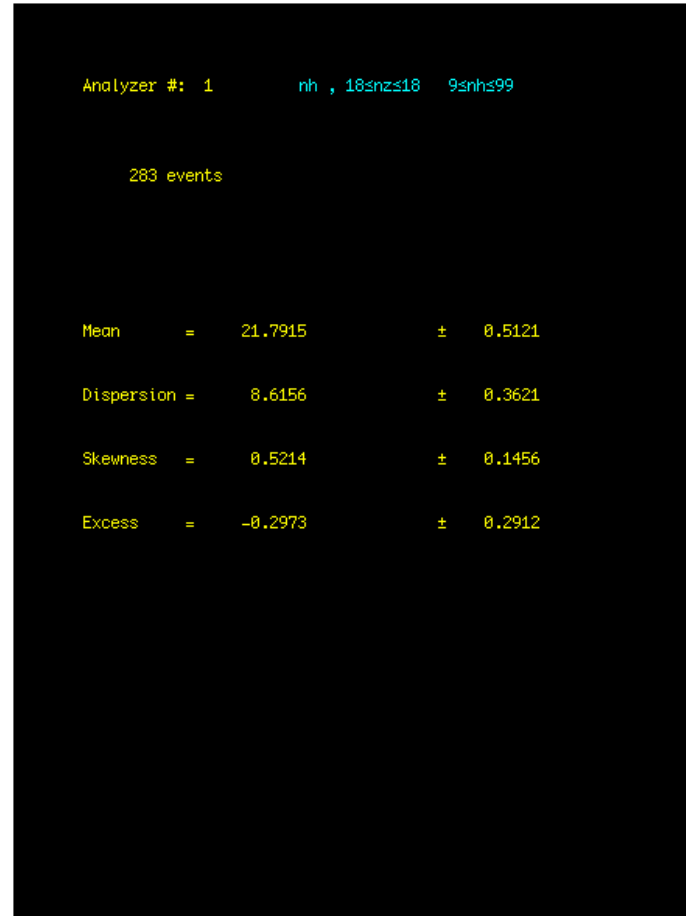 Analyzer #: 1 nh , 18≤nz≤18 9≤nh≤99
283 events
Mean = 21.7915 ± 0.5121
Dispersion = 8.6156 ± 0.3621
Skewness = 0.5214 ± 0.1456
Excess = -0.2973 ± 0.2912